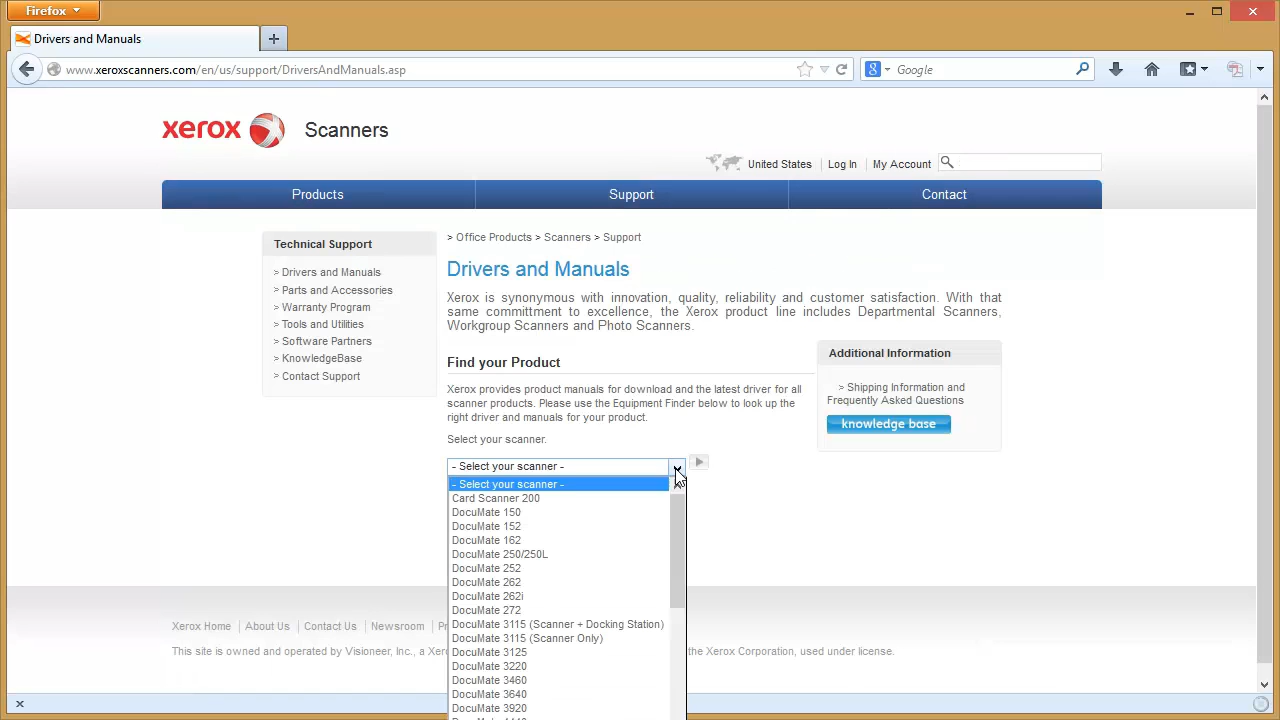 Firefox
Drivers and Manuals
www.xeroxscanners.com/en/us/support/DriversAndManuals.asp
Google
xerox Scanners
United States | Log In | My Account
Products
Support
Contact
Technical Support
> Drivers and Manuals
> Parts and Accessories
> Warranty Program
> Tools and Utilities
> Software Partners
> KnowledgeBase
> Contact Support
> Office Products > Scanners > Support
Drivers and Manuals
Xerox is synonymous with innovation, quality, reliability and customer satisfaction. With that
same committment to excellence, the Xerox product line includes Departmental Scanners,
Workgroup Scanners and Photo Scanners.
Find your Product
Xerox provides product manuals for download and the latest driver for all
scanner products. Please use the Equipment Finder below to look up the
right driver and manuals for your product.
Select your scanner.
- Select your scanner -
- Select your scanner -
Card Scanner 200
DocuMate 150
DocuMate 152
DocuMate 162
DocuMate 250/250L
DocuMate 252
DocuMate 262
DocuMate 262i
DocuMate 272
DocuMate 3115 (Scanner + Docking Station)
DocuMate 3115 (Scanner Only)
DocuMate 3125
DocuMate 3220
DocuMate 3460
DocuMate 3640
DocuMate 3920
Additional Information
> Shipping Information and
Frequently Asked Questions
knowledge base
Xerox Home | About Us | Contact Us | Newsroom |
This site is owned and operated by Visioneer, Inc., a
the Xerox Corporation, used under license.